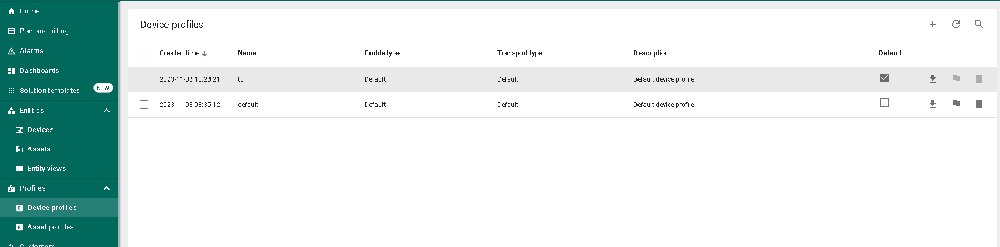 Home
Plan and billing
Alarms
Dashboards
Solution templates NEW
Entities
Devices
Assets
Entity views
Profiles
Device profiles
Asset profiles
Customers
Device profiles
Created time Name Profile type Transport type Description Default
2023-11-08 10:23:21 tb Default Default Default device profile
2023-11-08 08:35:12 default Default Default Default device profile